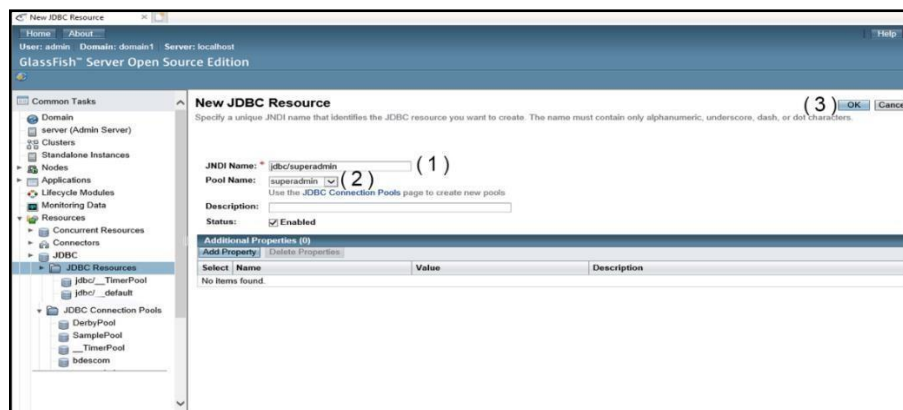 New JDBC Resource
Home About...
Help
User: admin Domain: domain1 Server: localhost
GlassFish™ Server Open Source Edition
Common Tasks
Domain
server (Admin Server)
Clusters
Standalone Instances
Nodes
Applications
Lifecycle Modules
Monitoring Data
Resources
Concurrent Resources
Connectors
JDBC
JDBC Resources
jdbc/__TimerPool
jdbc/__default
JDBC Connection Pools
DerbyPool
SamplePool
__TimerPool
bdescom
New JDBC Resource
(3) OK Cance
Specify a unique JNDI name that identifies the JDBC resource you want to create. The name must contain only alphanumeric, underscore, dash, or dot characters.
JNDI Name: * jdbc/superadmin (1)
Pool Name: superadmin (2)
Use the JDBC Connection Pools page to create new pools
Description:
Status: Enabled
Additional Properties (0)
Add Property Delete Properties
Select Name Value Description
No items found.